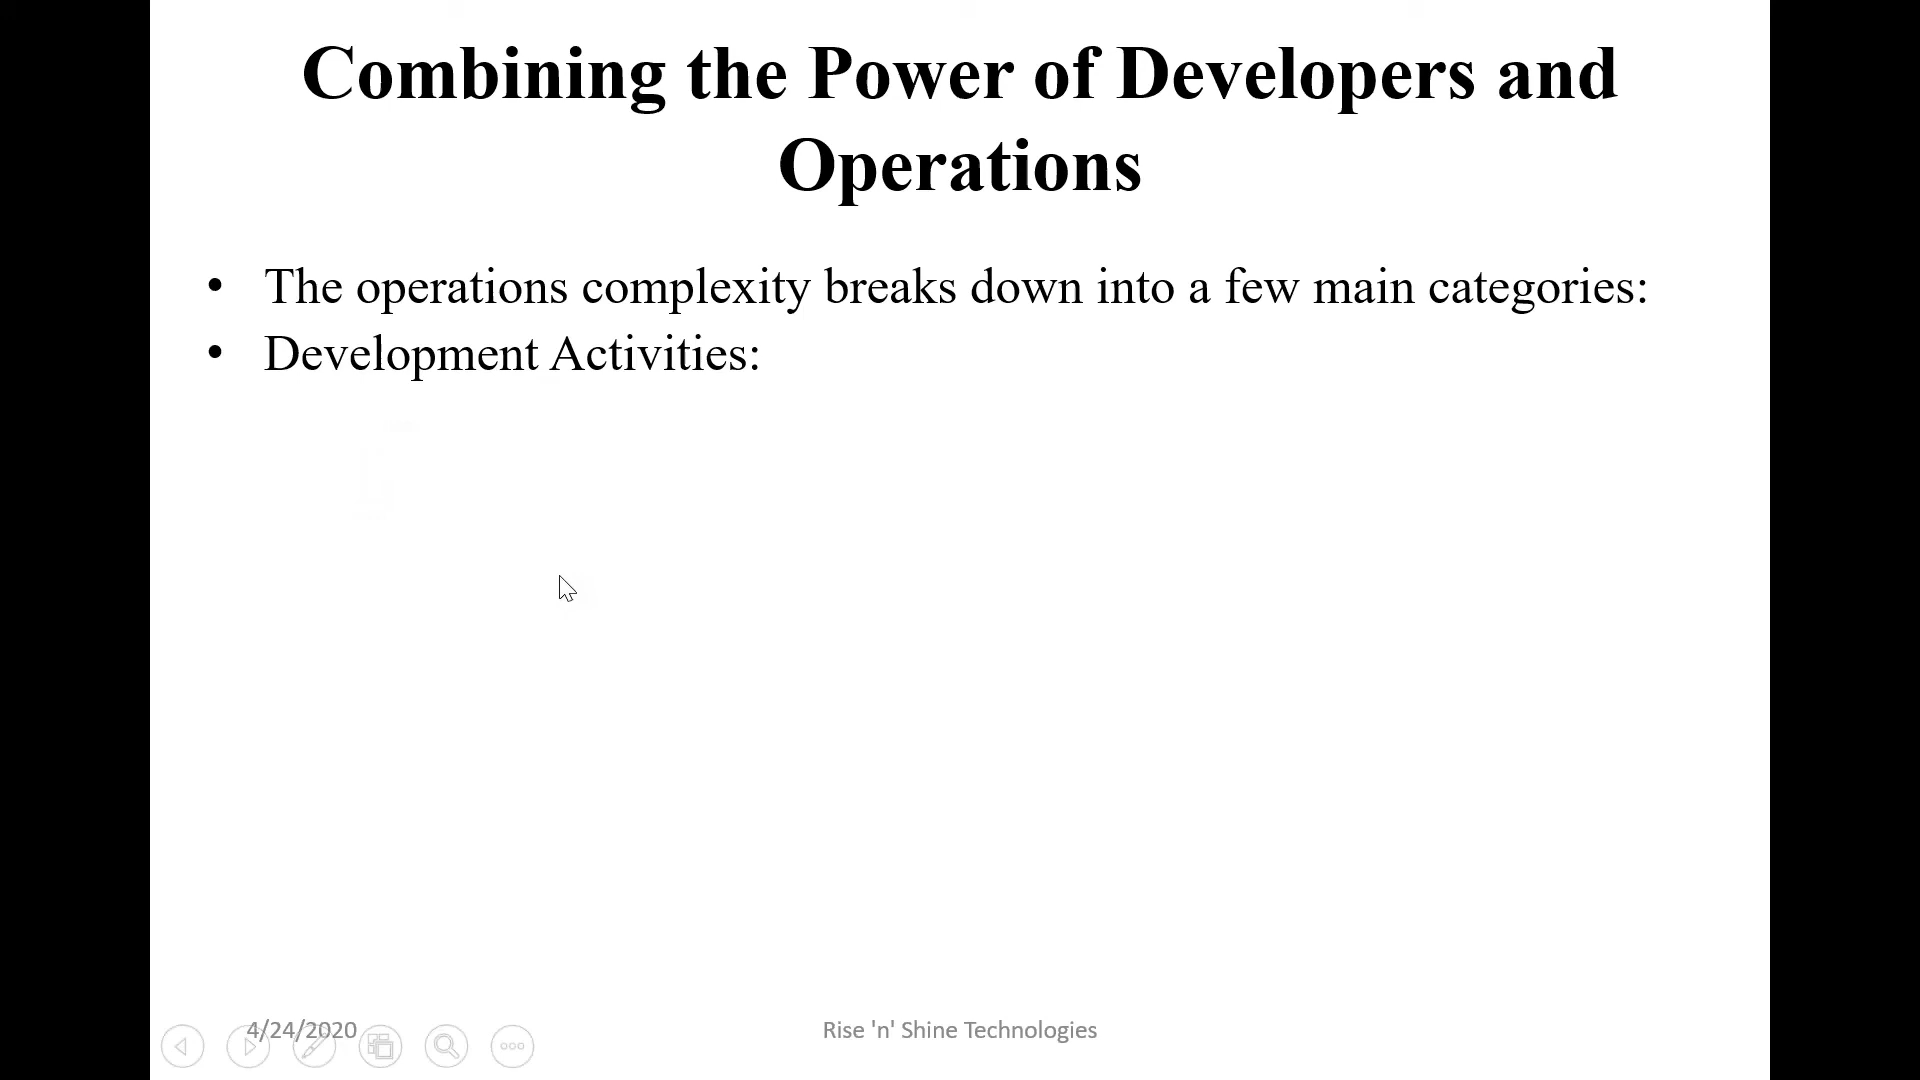 Combining the Power of Developers and
Operations
• The operations complexity breaks down into a few main categories:
• Development Activities:
4/24/2020
Rise 'n' Shine Technologies